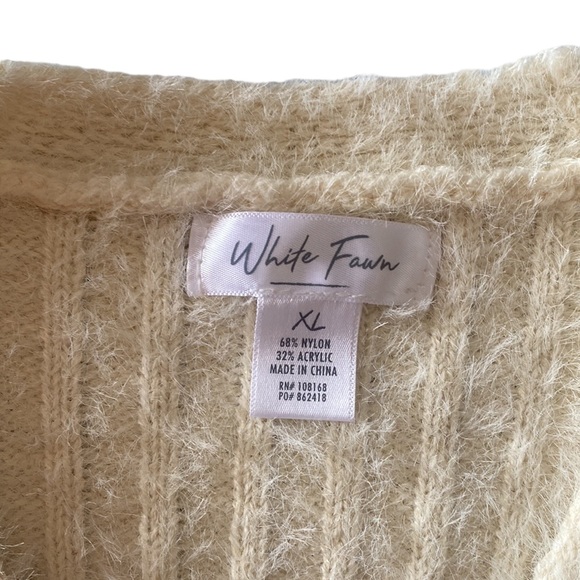 White Fawn
XL
68% NYLON
32% ACRYLIC
MADE IN CHINA
RN# 108168
PO# 862418